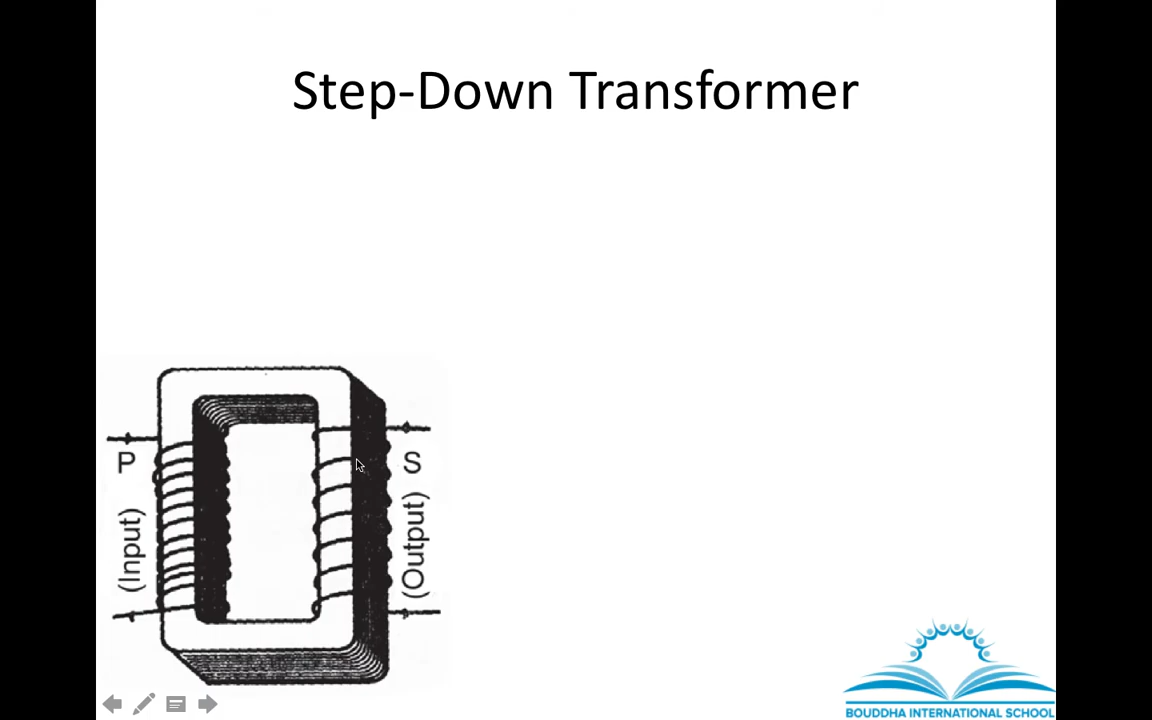 Step-Down Transformer
P
S
(Input)
(Output)
BOUDDHA INTERNATIONAL SCHOOL